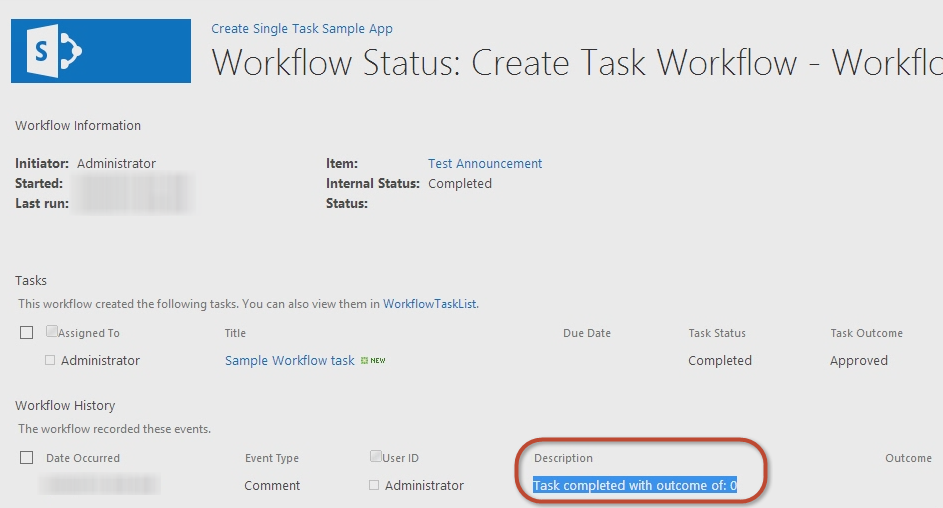 S
Create Single Task Sample App
Workflow Status: Create Task Workflow - Workflo
Workflow Information
Initiator: Administrator Item: Test Announcement
Started: Internal Status: Completed
Last run: Status:
Tasks
This workflow created the following tasks. You can also view them in WorkflowTaskList.
Assigned To Title Due Date Task Status Task Outcome
Administrator Sample Workflow task NEW Completed Approved
Workflow History
The workflow recorded these events.
Date Occurred Event Type User ID Description Outcome
Comment Administrator Task completed with outcome of: 0